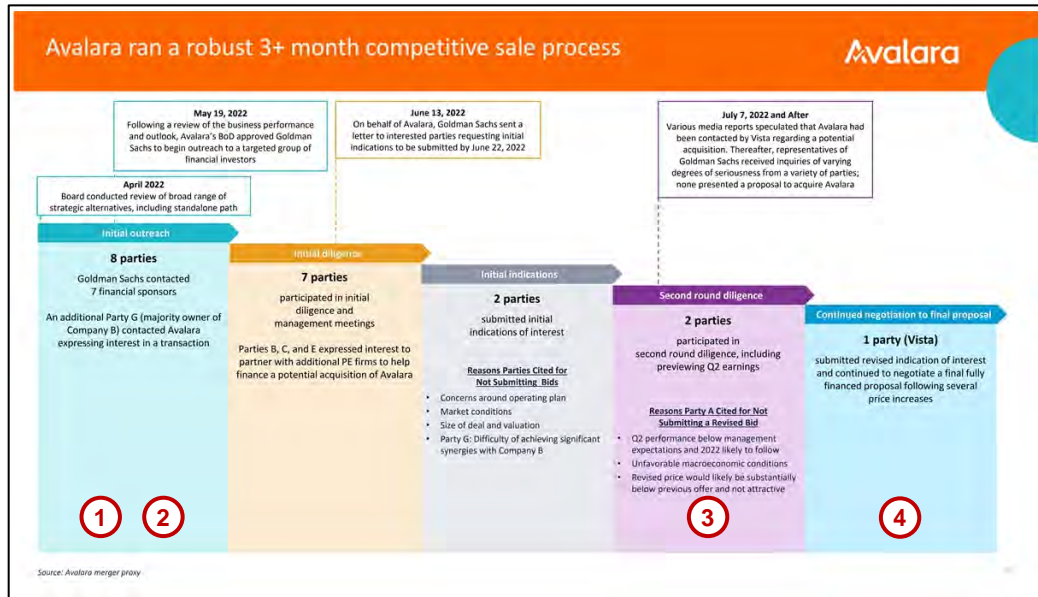 Avalara ran a robust 3+ month competitive sale process
Avalara
May 19, 2022
Following a review of the business performance
and outlook, Avalara's BoD approved Goldman
Sachs to begin outreach to a targeted group of
financial investors
June 13, 2022
On behalf of Avalara, Goldman Sachs sent a
letter to interested parties requesting initial
indications to be submitted by June 22, 2022
July 7, 2022 and After
Various media reports speculated that Avalara had
been contacted by Vista regarding a potential
acquisition. Thereafter, representatives of
Goldman Sachs received inquiries of varying
degrees of seriousness from a variety of parties;
none presented a proposal to acquire Avalara
April 2022
Board conducted review of broad range of
strategic alternatives, including standalone path
Initial outreach
8 parties
Goldman Sachs contacted
7 financial sponsors
An additional Party G (majority owner of
Company B) contacted Avalara
expressing interest in a transaction
1
2
Initial diligence
7 parties
participated in initial
diligence and
management meetings
Parties B, C, and E expressed interest to
partner with additional PE firms to help
finance a potential acquisition of Avalara
Initial indications
2 parties
submitted initial
indications of interest
Reasons Parties Cited for
Not Submitting Bids
• Concerns around operating plan
• Market conditions
• Size of deal and valuation
• Party G: Difficulty of achieving significant
synergies with Company B
Second round diligence
2 parties
participated in
second round diligence, including
previewing Q2 earnings
Reasons Party A Cited for Not
Submitting a Revised Bid
• Q2 performance below management
expectations and 2022 likely to follow
• Unfavorable macroeconomic conditions
• Revised price would likely be substantially
below previous offer and not attractive
3
Continued negotiation to final proposal
1 party (Vista)
submitted revised indication of interest
and continued to negotiate a final fully
financed proposal following several
price increases
4
Source: Avalara merger proxy